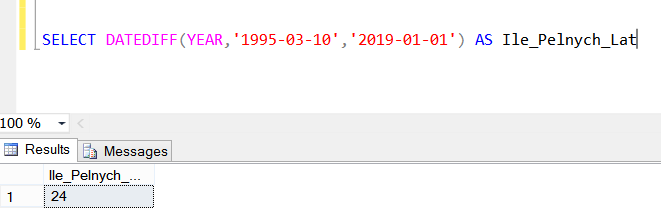 SELECT DATEDIFF(YEAR,'1995-03-10','2019-01-01') AS Ile_Pelnych_Lat
100 %
Results Messages
Ile_Pelnych_...
1 24